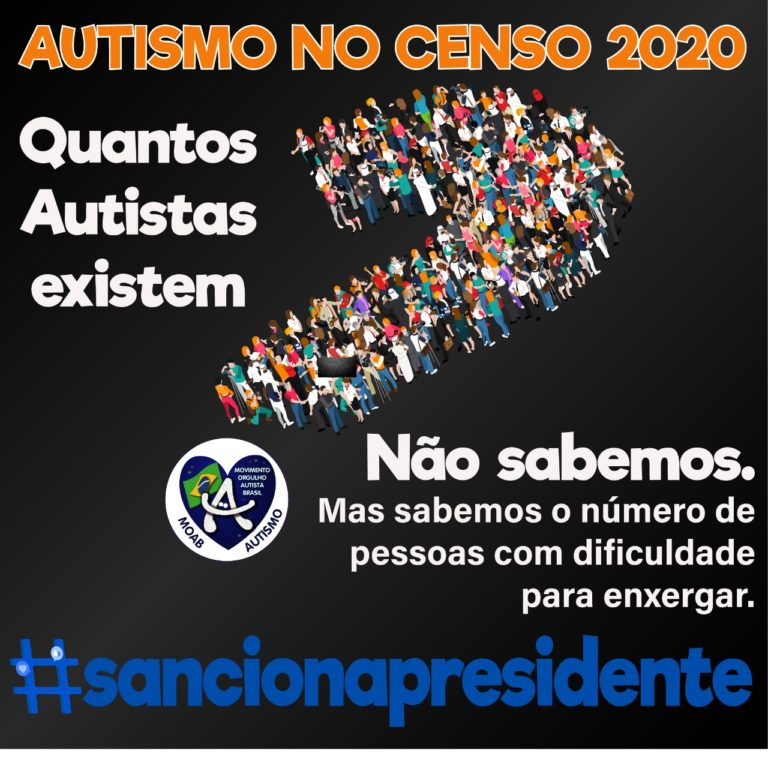 AUTISMO NO CENSO 2020
Quantos
Autistas
existem
Não sabemos.
MOVIMENTO
ORGULHO
AUTISTA
BRASIL
MOAB
AUTISMO
Mas sabemos o número de
pessoas com dificuldade
para enxergar.
#sancionapresidente